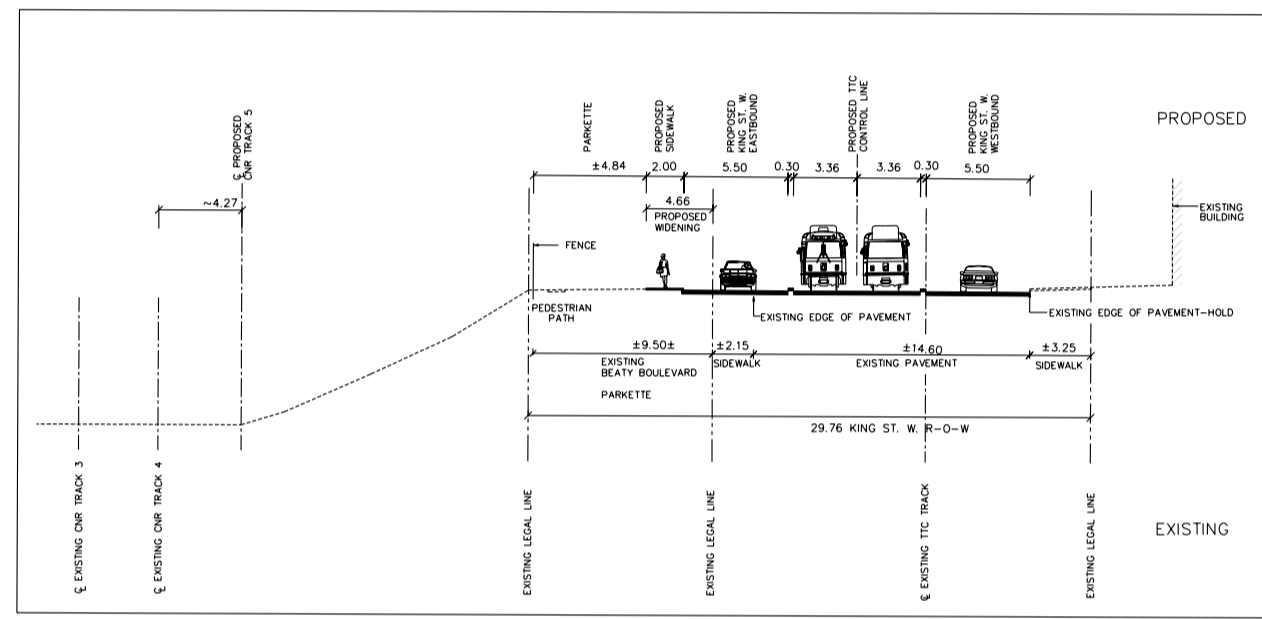 ℄ PROPOSED
CNR TRACK 5
PARKETTE
PROPOSED
SIDEWALK
PROPOSED
KING ST. W.
EASTBOUND
PROPOSED TTC
CONTROL LINE
PROPOSED
KING ST. W.
WESTBOUND
PROPOSED
±4.84
2.00
5.50
0.30
3.36
3.36
0.30
5.50
~4.27
4.66
PROPOSED
WIDENING
EXISTING
BUILDING
FENCE
PEDESTRIAN
PATH
EXISTING EDGE OF PAVEMENT
EXISTING EDGE OF PAVEMENT-HOLD
±9.50±
±2.15
±14.60
±3.25
EXISTING
BEATY BOULEVARD
PARKETTE
SIDEWALK
EXISTING PAVEMENT
SIDEWALK
29.76 KING ST. W. R-O-W
℄ EXISTING CNR TRACK 3
℄ EXISTING CNR TRACK 4
EXISTING LEGAL LINE
EXISTING LEGAL LINE
℄ EXISTING TTC TRACK
EXISTING LEGAL LINE
EXISTING